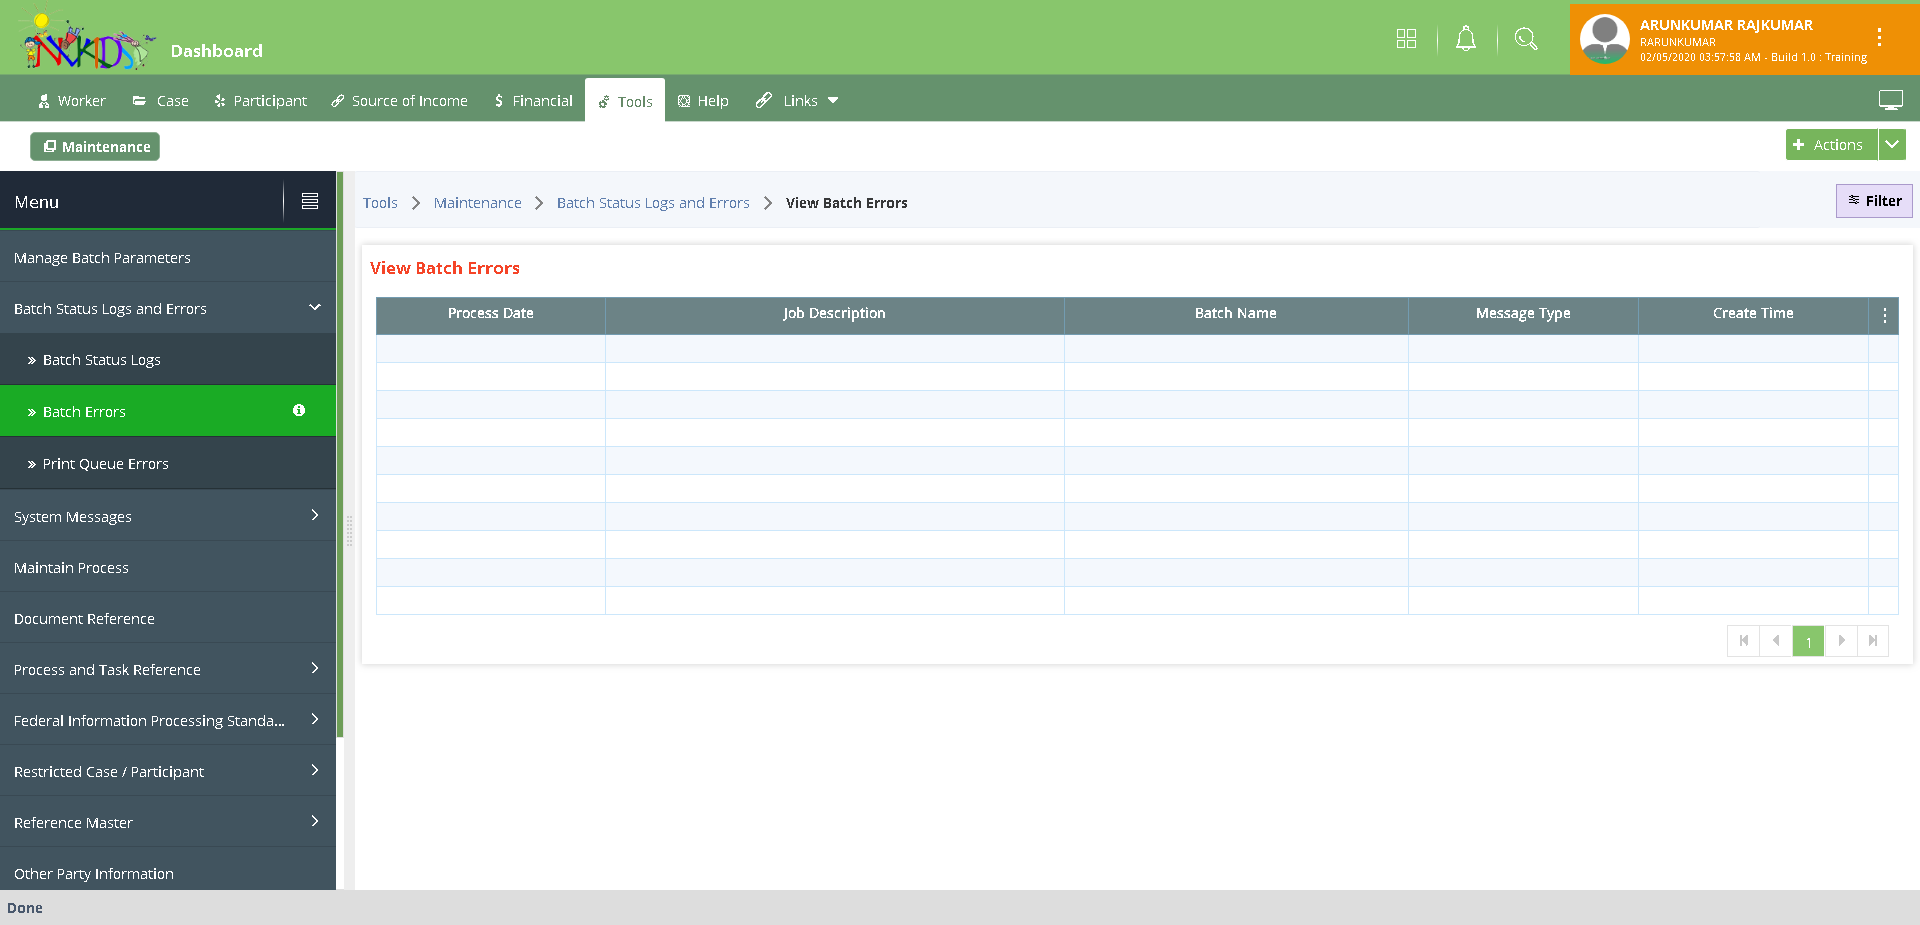 NCKIDS
Dashboard
ARUNKUMAR RAJKUMAR
RARUNKUMAR
02/05/2020 03:57:58 AM - Build 1.0 : Training
Worker
Case
Participant
Source of Income
Financial
Tools
Help
Links
Maintenance
Actions
Menu
Tools
Maintenance
Batch Status Logs and Errors
View Batch Errors
Filter
Manage Batch Parameters
Batch Status Logs and Errors
Batch Status Logs
Batch Errors
Print Queue Errors
System Messages
Maintain Process
Document Reference
Process and Task Reference
Federal Information Processing Standa...
Restricted Case / Participant
Reference Master
Other Party Information
View Batch Errors
Process Date
Job Description
Batch Name
Message Type
Create Time
1
Done